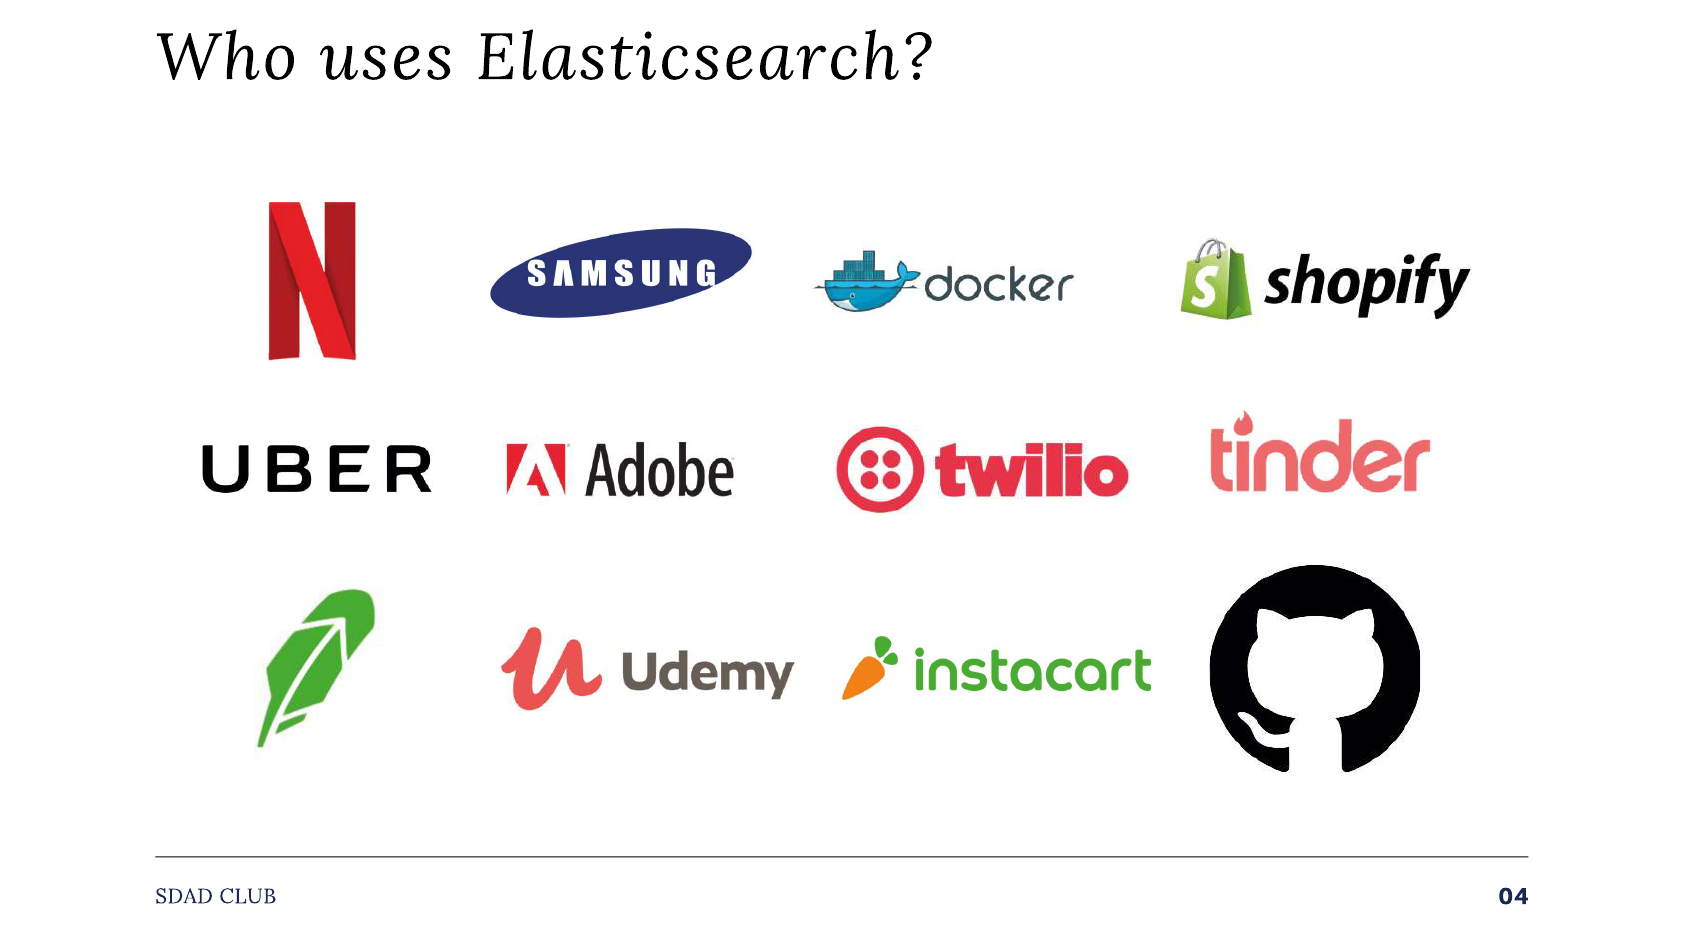 Who uses Elasticsearch?
N
SAMSUNG
docker
S shopify
UBER
A Adobe
twilio
tinder
u Udemy
instacart
SDAD CLUB
04